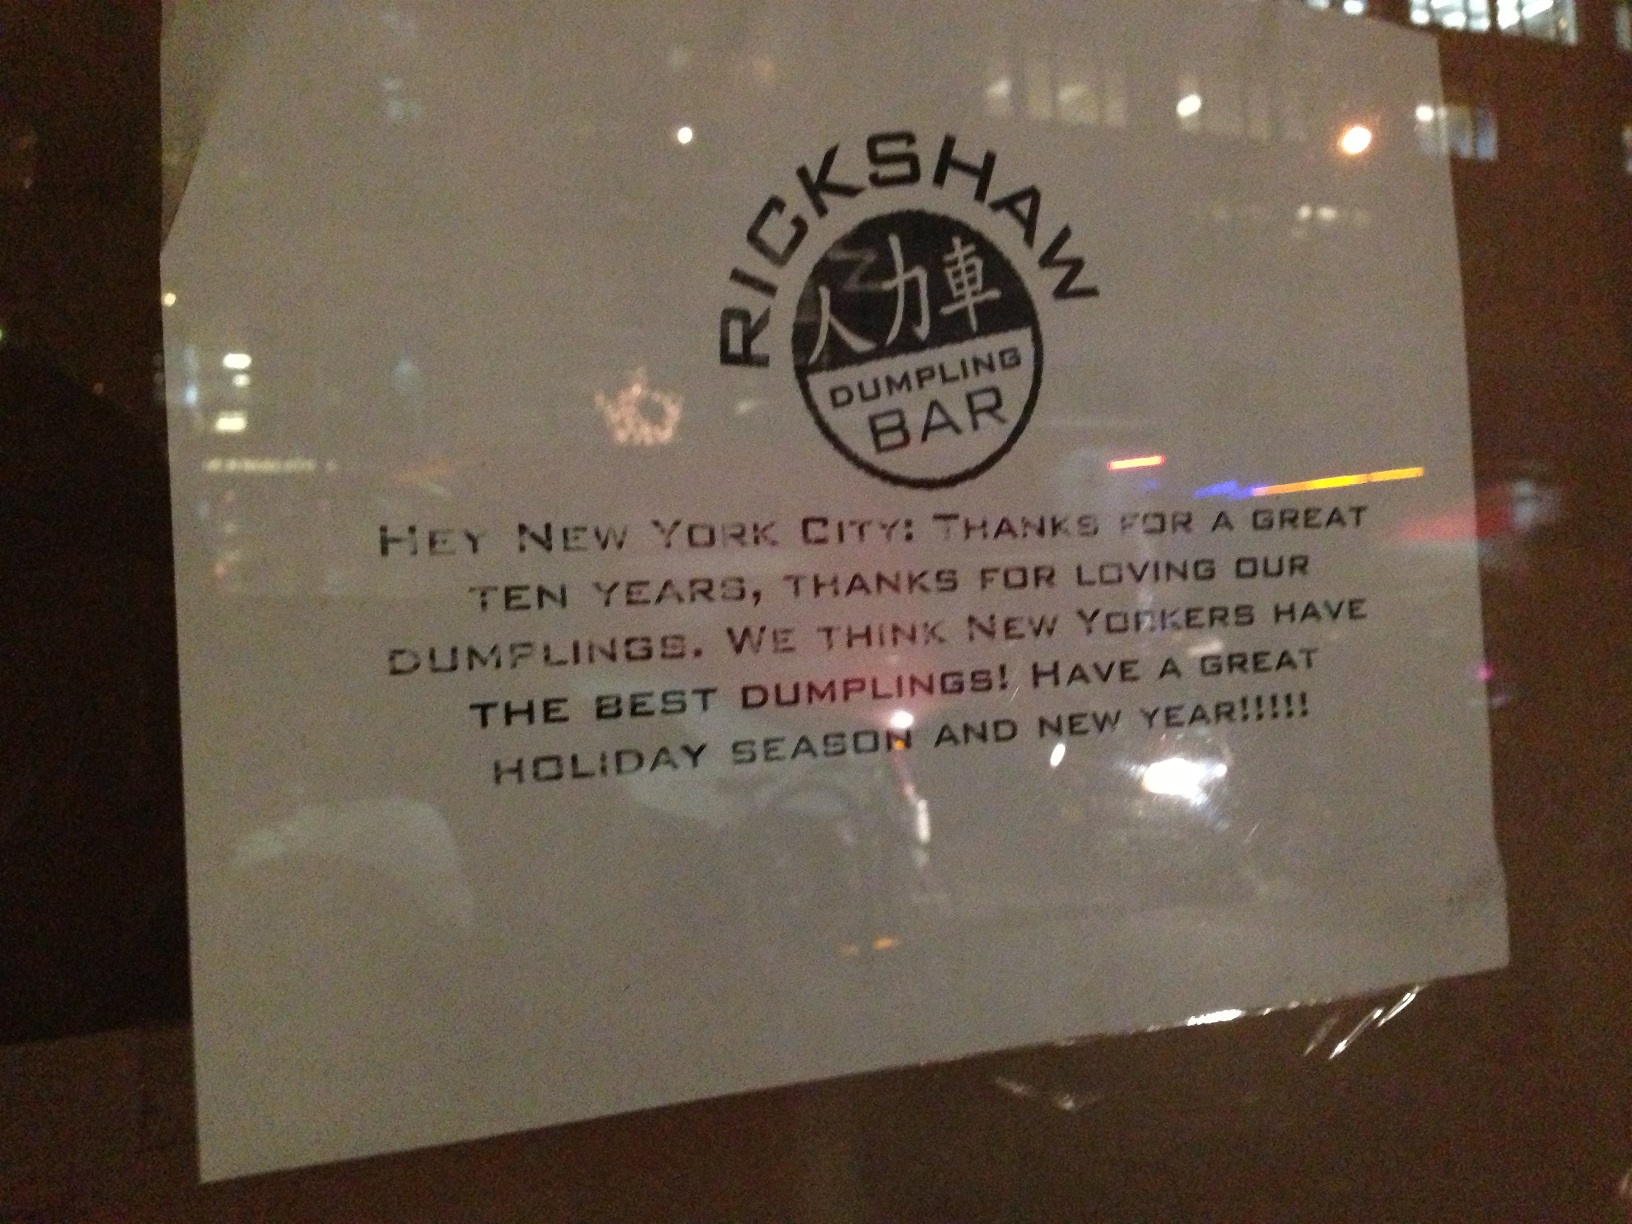 RICKSHAW
人力車
DUMPLING
BAR
HEY NEW YORK CITY: THANKS FOR A GREAT
TEN YEARS, THANKS FOR LOVING OUR
DUMPLINGS. WE THINK NEW YORKERS HAVE
THE BEST DUMPLINGS! HAVE A GREAT
HOLIDAY SEASON AND NEW YEAR!!!!!